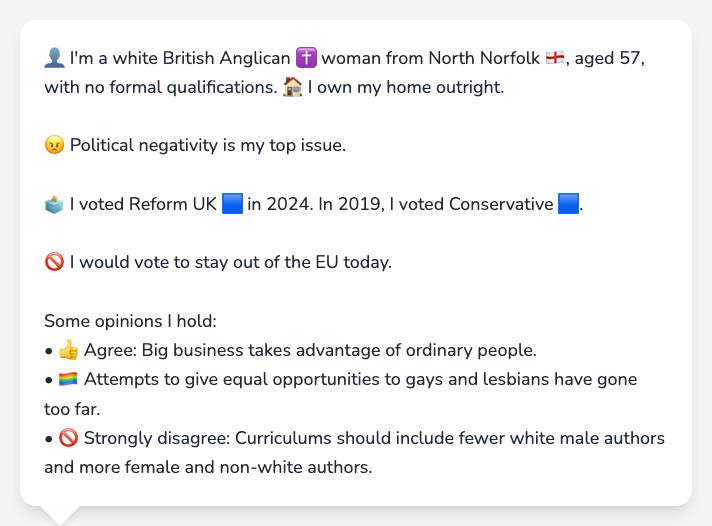 👤 I'm a white British Anglican ✝️ woman from North Norfolk 🏴󠁧󠁢󠁥󠁮󠁧󠁿, aged 57,
with no formal qualifications. 🏠 I own my home outright.
😠 Political negativity is my top issue.
🗳️ I voted Reform UK 🟦 in 2024. In 2019, I voted Conservative 🟦.
🚫 I would vote to stay out of the EU today.
Some opinions I hold:
• 👍 Agree: Big business takes advantage of ordinary people.
• 🏳️‍🌈 Attempts to give equal opportunities to gays and lesbians have gone
too far.
• 🚫 Strongly disagree: Curriculums should include fewer white male authors
and more female and non-white authors.